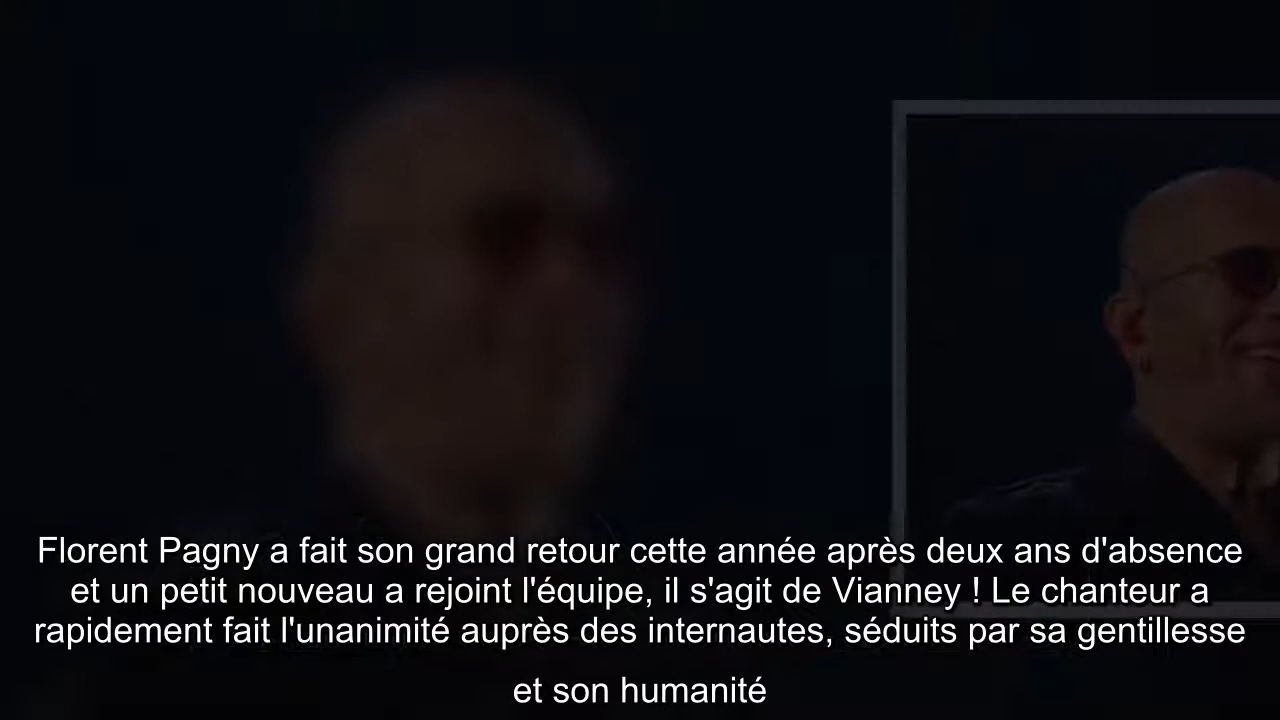 Florent Pagny a fait son grand retour cette année après deux ans d'absence
et un petit nouveau a rejoint l'équipe, il s'agit de Vianney ! Le chanteur a
rapidement fait l'unanimité auprès des internautes, séduits par sa gentillesse
et son humanité